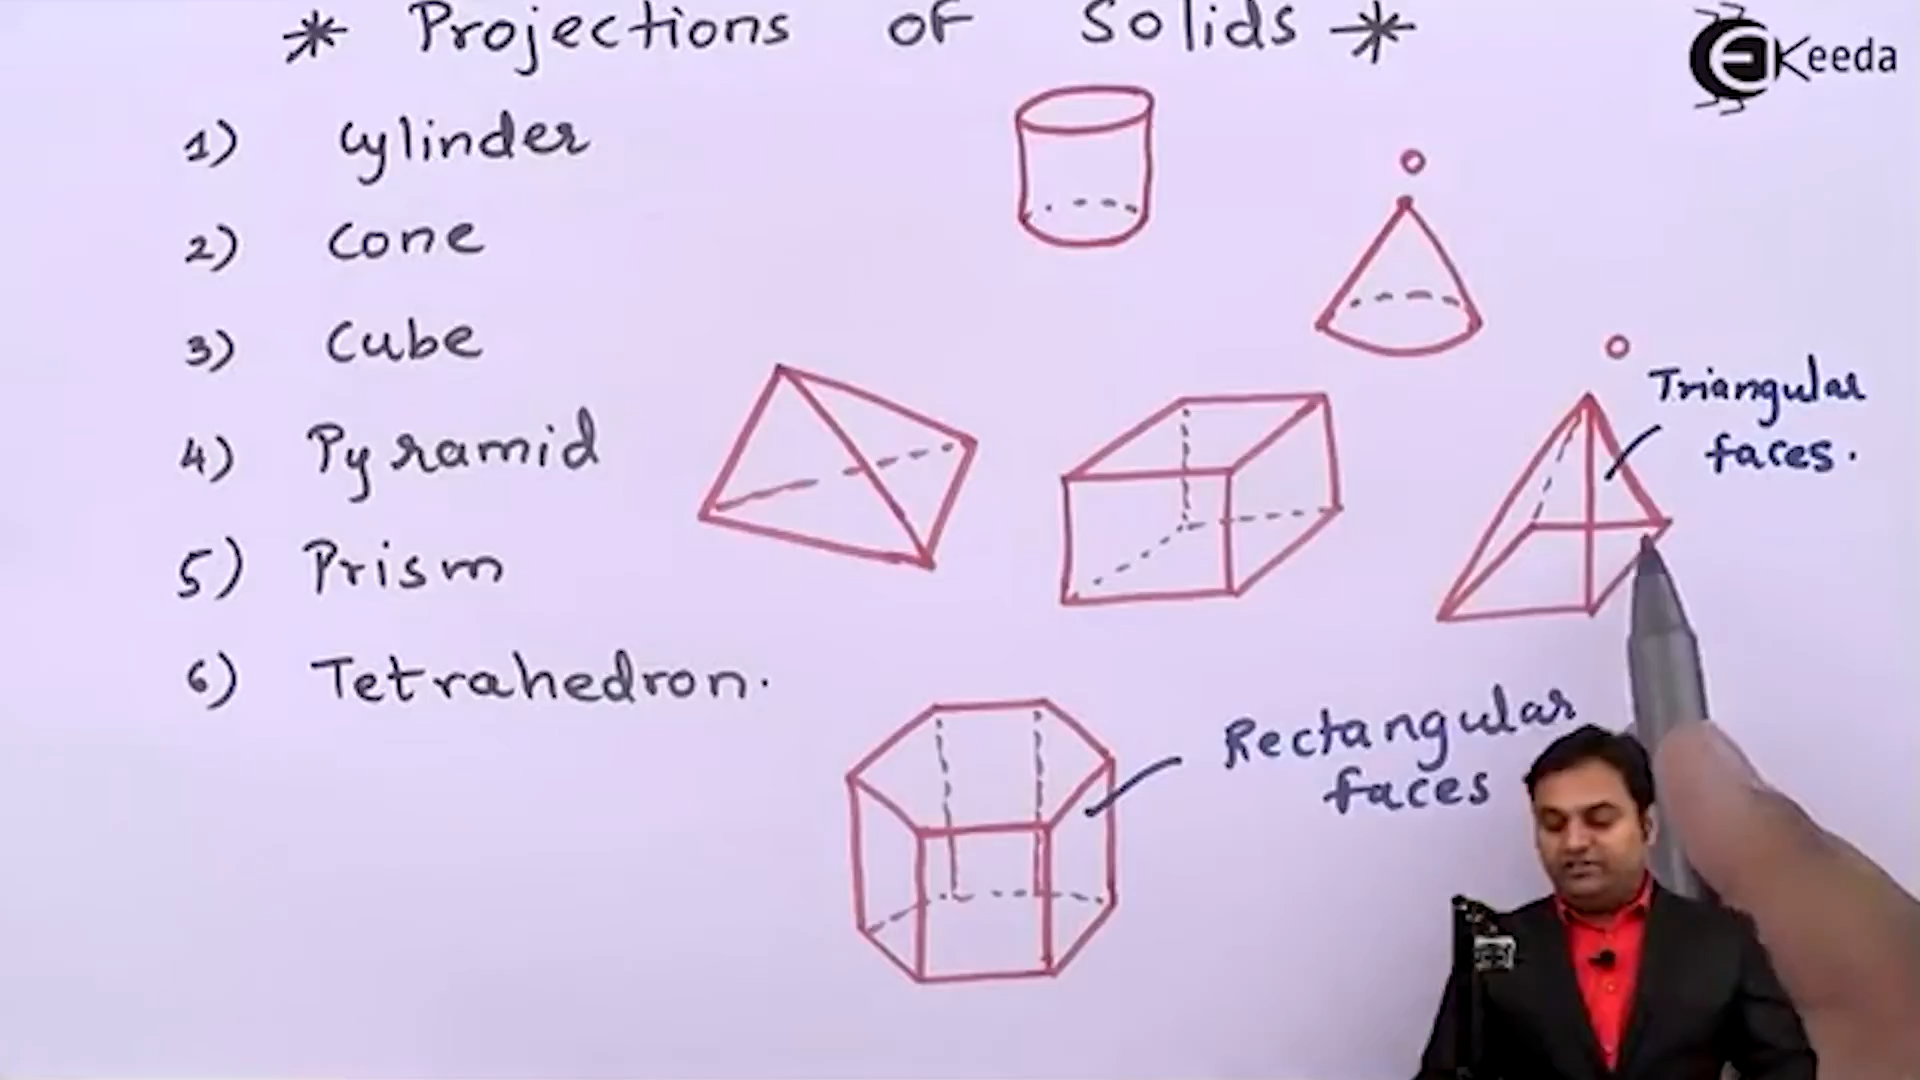 * Projections of Solids *
EKeeda
1) Cylinder
2) Cone
3) Cube
4) Pyramid
5) Prism
6) Tetrahedron.
o
o
Triangular
faces.
Rectangular
faces